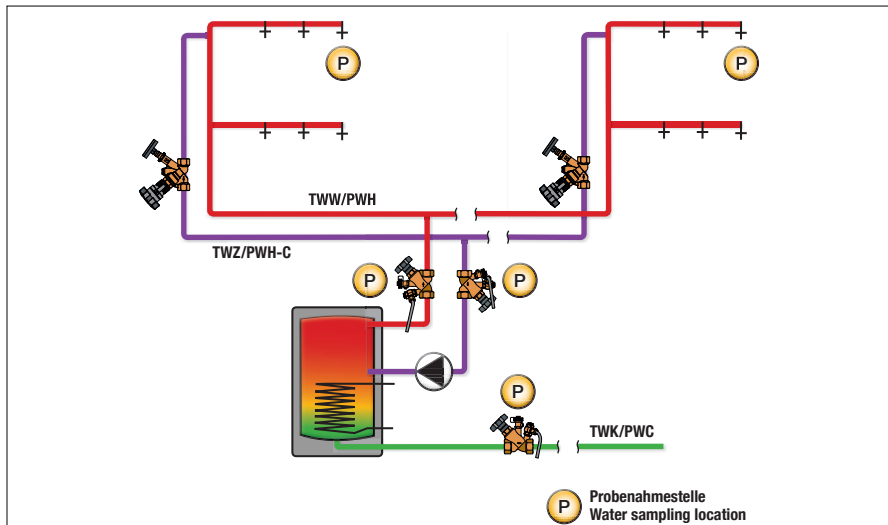 P
P
TWW/PWH
TWZ/PWH-C
P
P
P
TWK/PWC
P
Probenahmestelle
Water sampling location